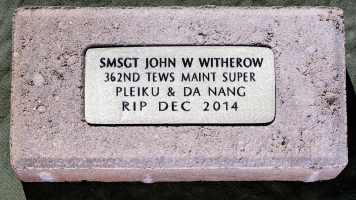 SMSGT JOHN W WITHEROW
362ND TEWS MAINT SUPER
PLEIKU & DA NANG
RIP DEC 2014